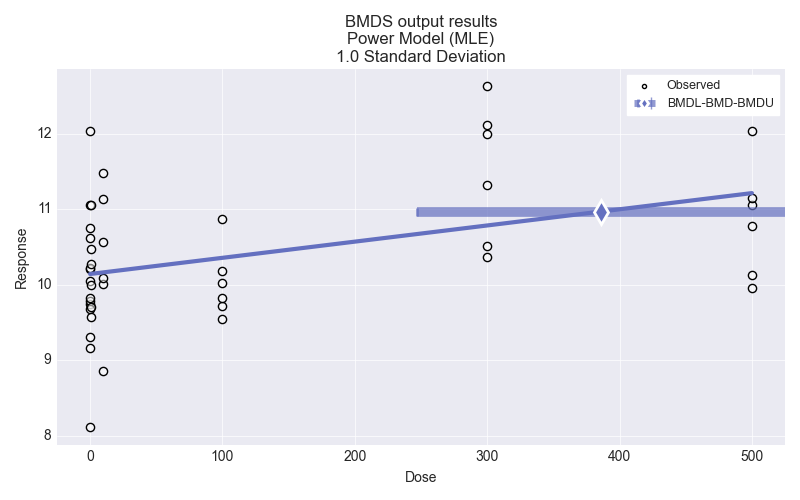 BMDS output results
Power Model (MLE)
1.0 Standard Deviation
Observed
BMDL-BMD-BMDU
Response
12
11
10
9
8
0 100 200 300 400 500
Dose